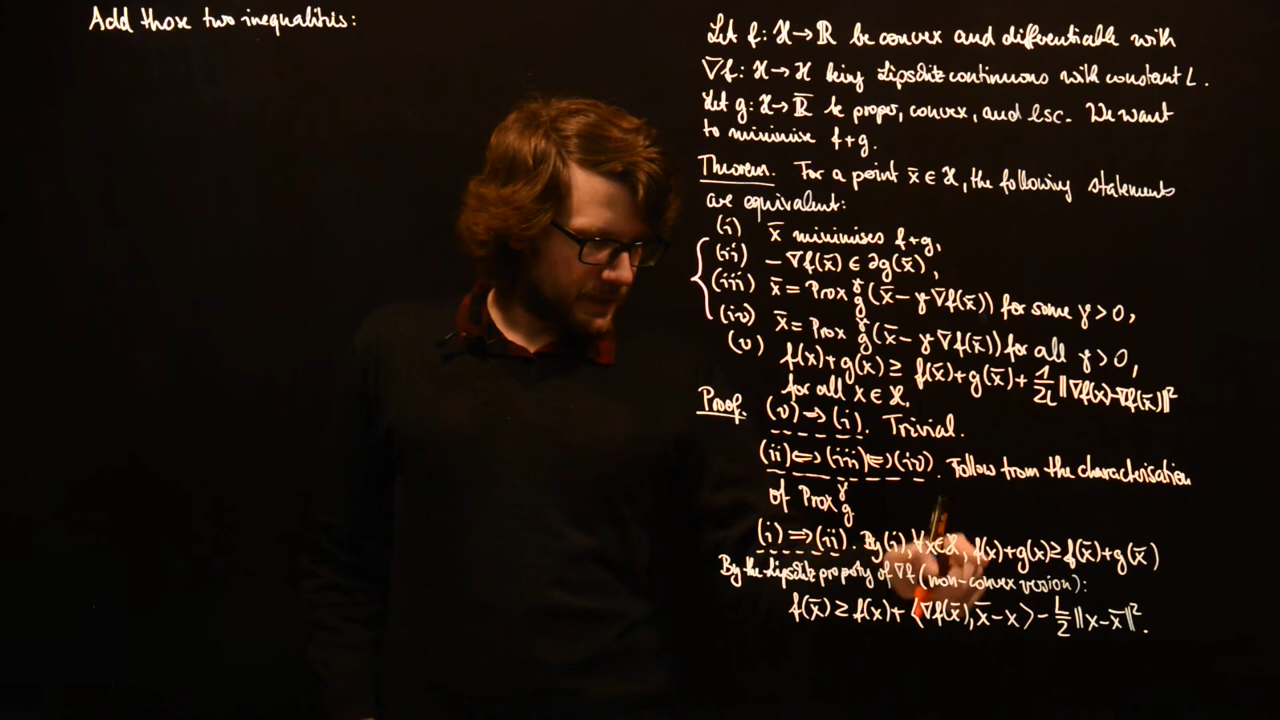 Add those two inequalities:
Let f: ℋ→ℝ be convex and differentiable with
∇f: ℋ→ℋ being Lipschitz continuous with constant L.
Let g: ℋ→ℝ̅ be proper, convex, and lsc. We want
to minimise f+g.
Theorem. For a point x̄ ∈ ℋ, the following statements
are equivalent:
(i) x̄ minimises f+g,
(ii) -∇f(x̄) ∈ ∂g(x̄),
(iii) x̄ = Prox_g^γ(x̄ - γ∇f(x̄)) for some γ>0,
(iv) x̄ = Prox_g^γ(x̄ - γ∇f(x̄)) for all γ>0,
(v) f(x)+g(x) ≥ f(x̄)+g(x̄)+ 1/2L ‖∇f(x)-∇f(x̄)‖²
for all x ∈ ℋ.
Proof. (v) ⇒ (i). Trivial.
(ii)⇔(iii)⇔(iv). Follow from the characterisation
of Prox_g^γ
(i) ⇒ (ii). By (i), ∀x∈ℋ, f(x)+g(x)≥f(x̄)+g(x̄)
By the Lipschitz property of ∇f (non-convex version):
f(x̄) ≥ f(x)+⟨∇f(x̄), x̄-x⟩ - L/2 ‖x-x̄‖².